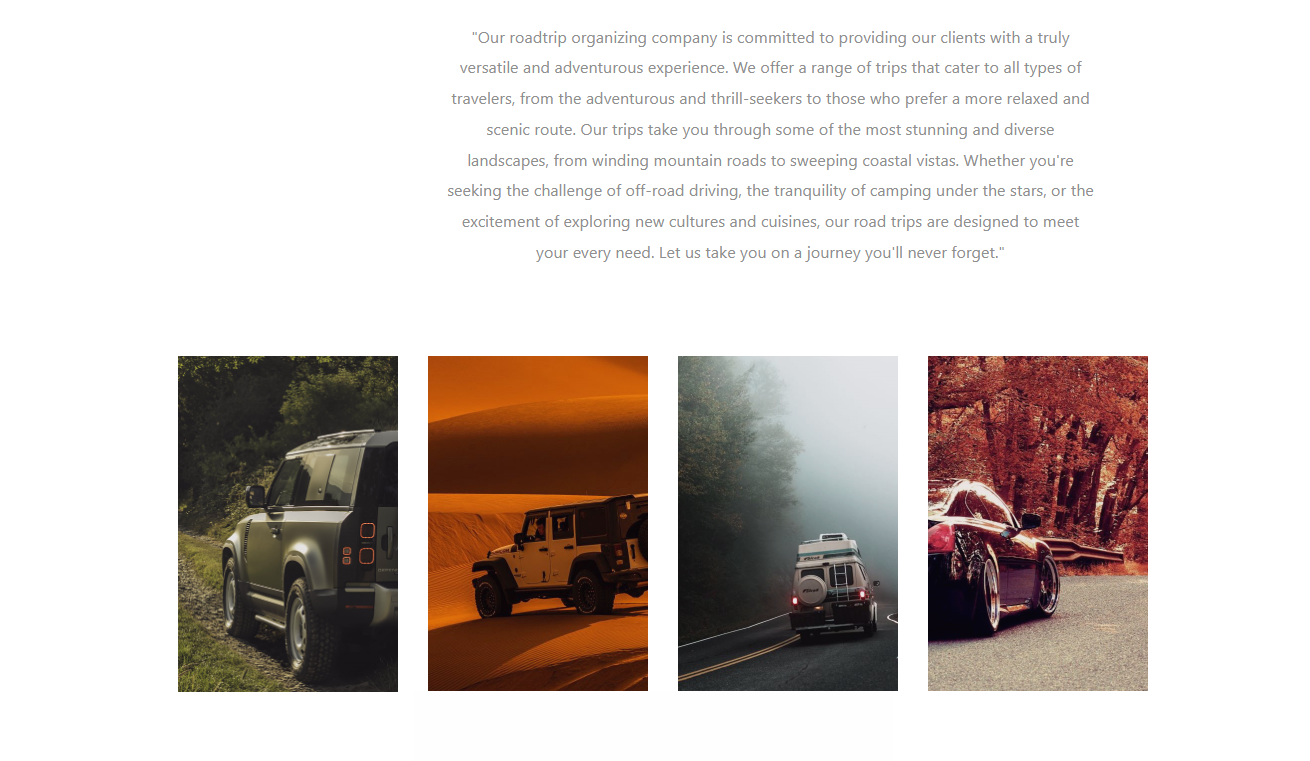 "Our roadtrip organizing company is committed to providing our clients with a truly
versatile and adventurous experience. We offer a range of trips that cater to all types of
travelers, from the adventurous and thrill-seekers to those who prefer a more relaxed and
scenic route. Our trips take you through some of the most stunning and diverse
landscapes, from winding mountain roads to sweeping coastal vistas. Whether you're
seeking the challenge of off-road driving, the tranquility of camping under the stars, or the
excitement of exploring new cultures and cuisines, our road trips are designed to meet
your every need. Let us take you on a journey you'll never forget."